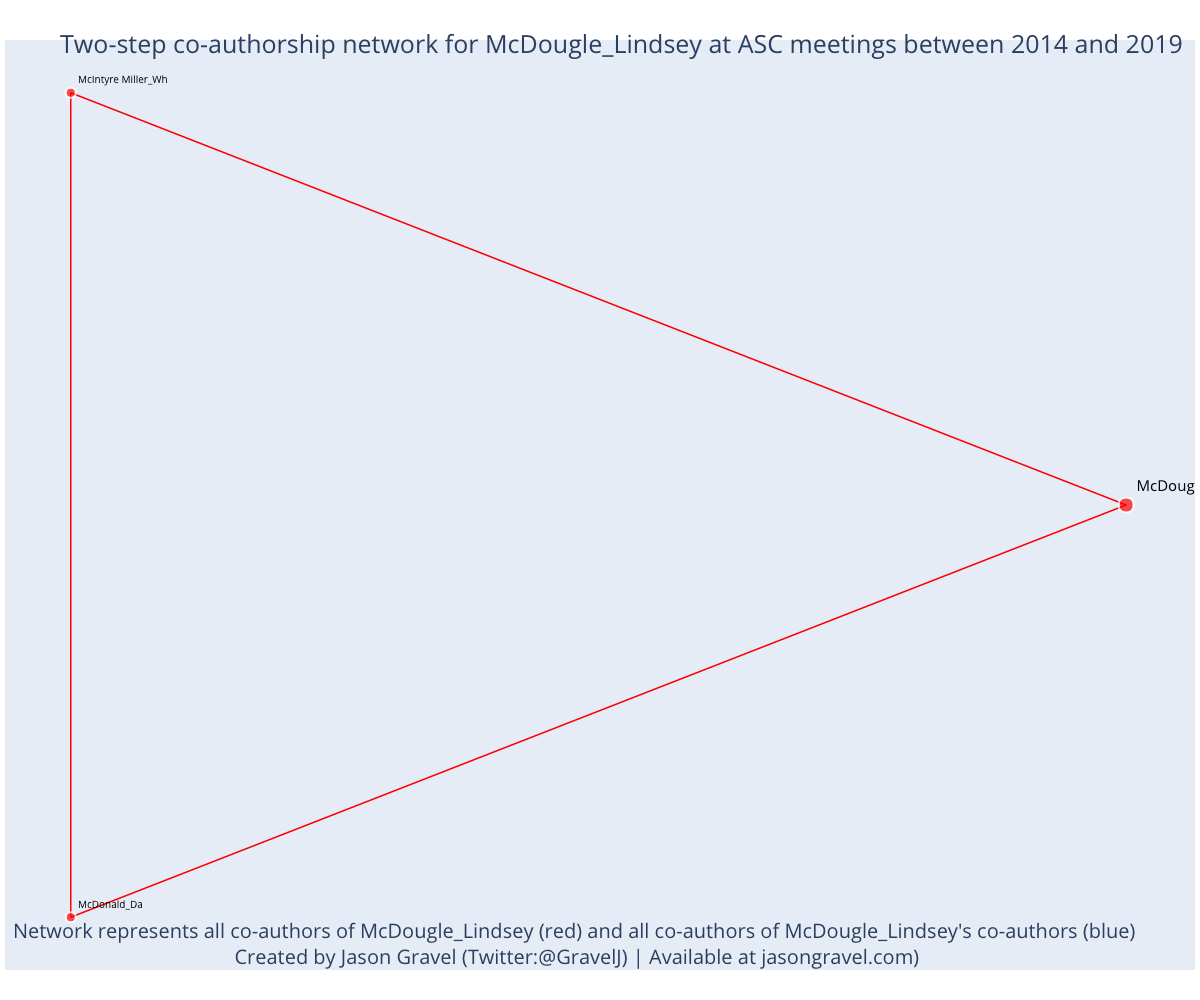 Two-step co-authorship network for McDougle_Lindsey at ASC meetings between 2014 and 2019
McIntyre Miller_Wh
McDoug
McDonald_Da
Network represents all co-authors of McDougle_Lindsey (red) and all co-authors of McDougle_Lindsey's co-authors (blue)
Created by Jason Gravel (Twitter:@GravelJ) | Available at jasongravel.com)